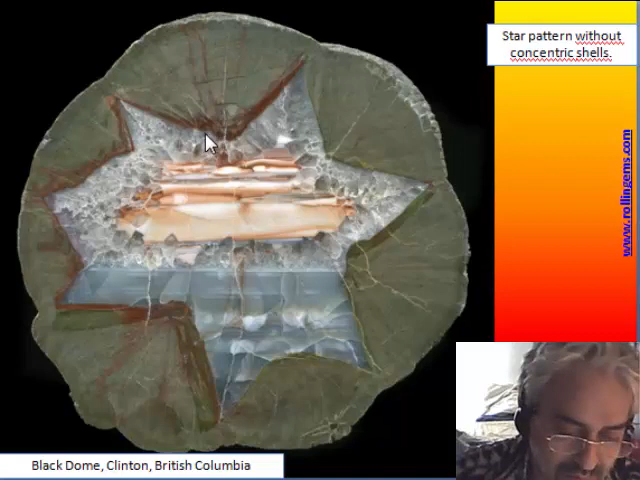 Star pattern without
concentric shells.
www.rollingems.com
Black Dome, Clinton, British Columbia